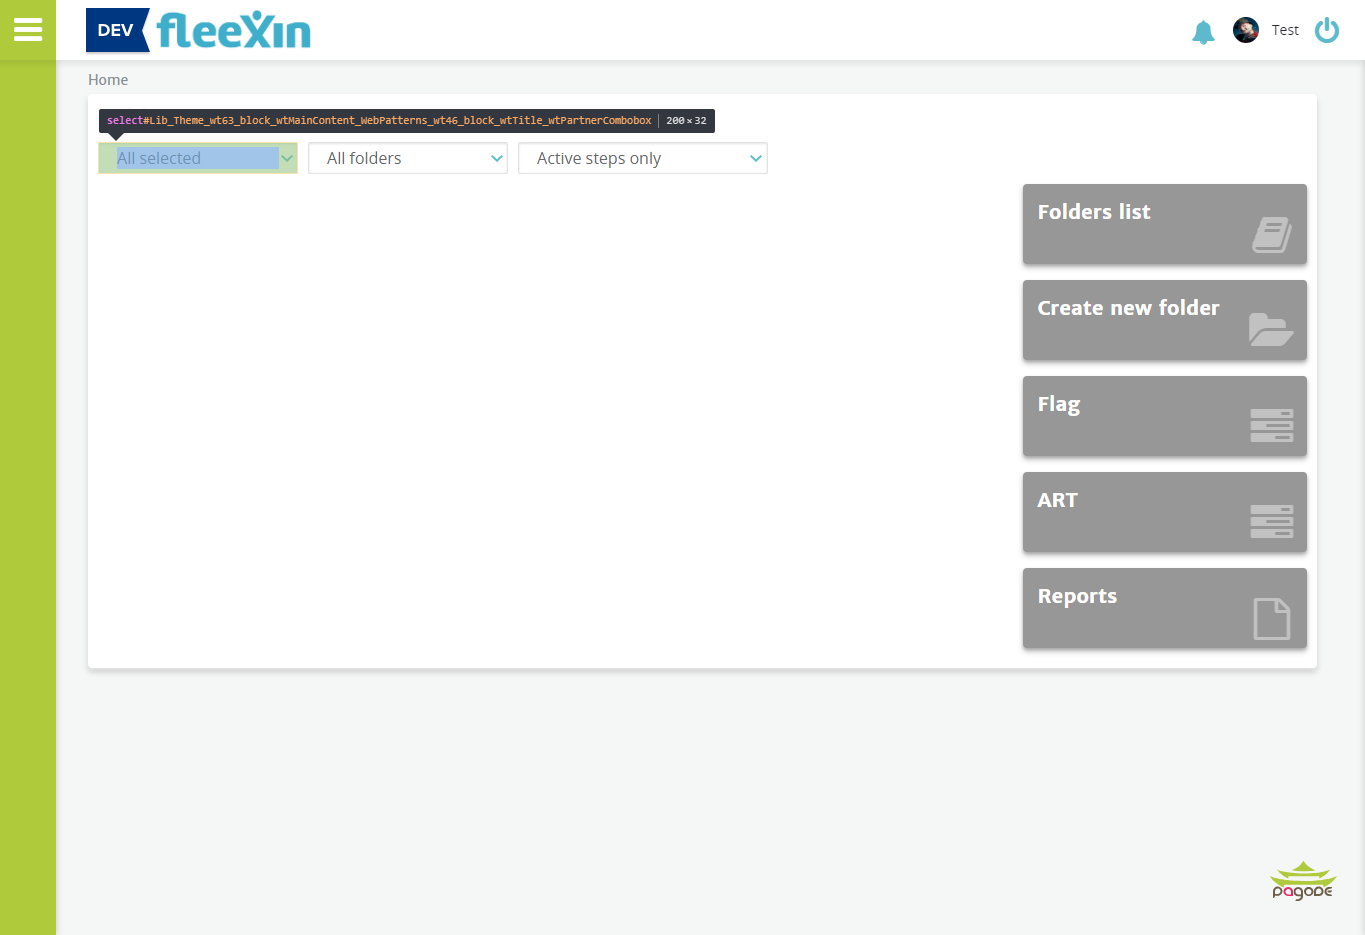 DEV fleeXin
Test
Home
select#Lib_Theme_wt63_block_wtMainContent_WebPatterns_wt46_block_wtTitle_wtPartnerCombobox 200×32
All selected
All folders
Active steps only
Folders list
Create new folder
Flag
ART
Reports
pagode